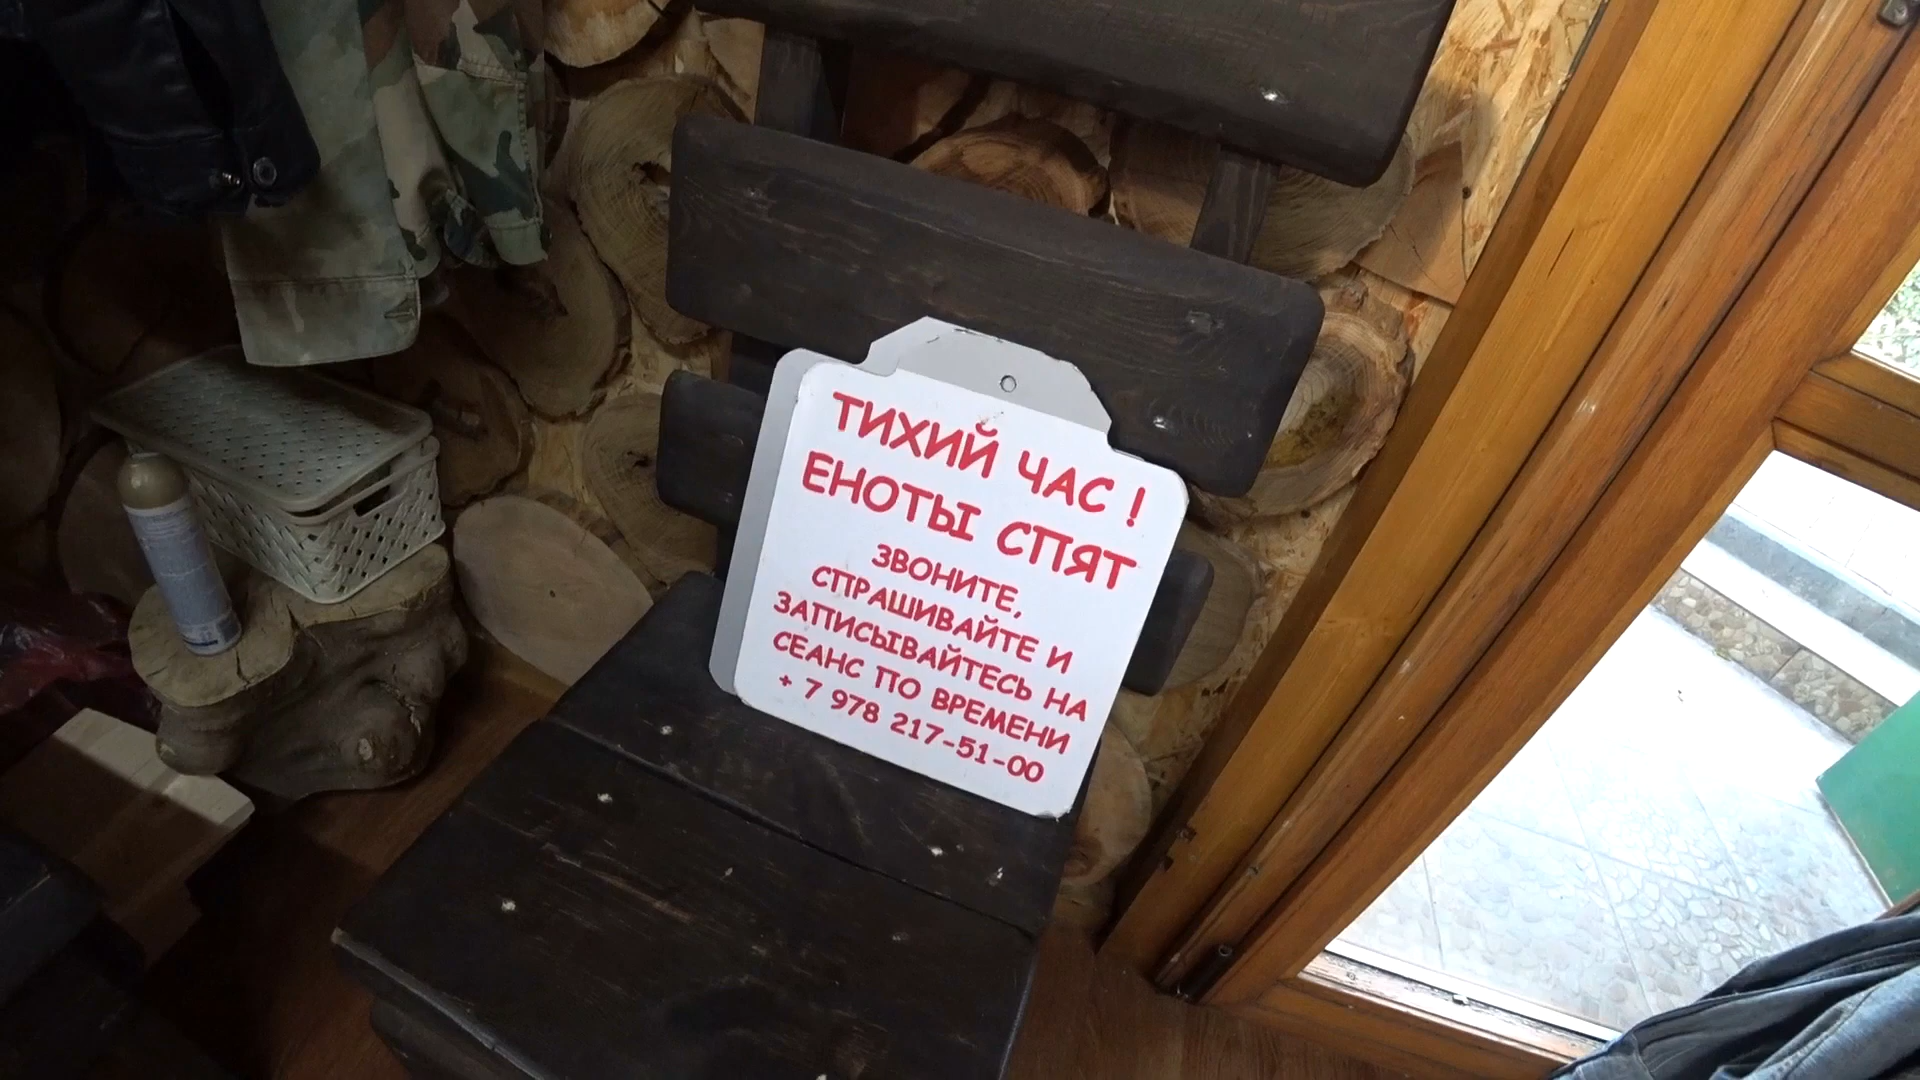 ТИХИЙ ЧАС !
ЕНОТЫ СПЯТ
ЗВОНИТЕ,
СПРАШИВАЙТЕ И
ЗАПИСЫВАЙТЕСЬ НА
СЕАНС ПО ВРЕМЕНИ
+ 7 978 217-51-00